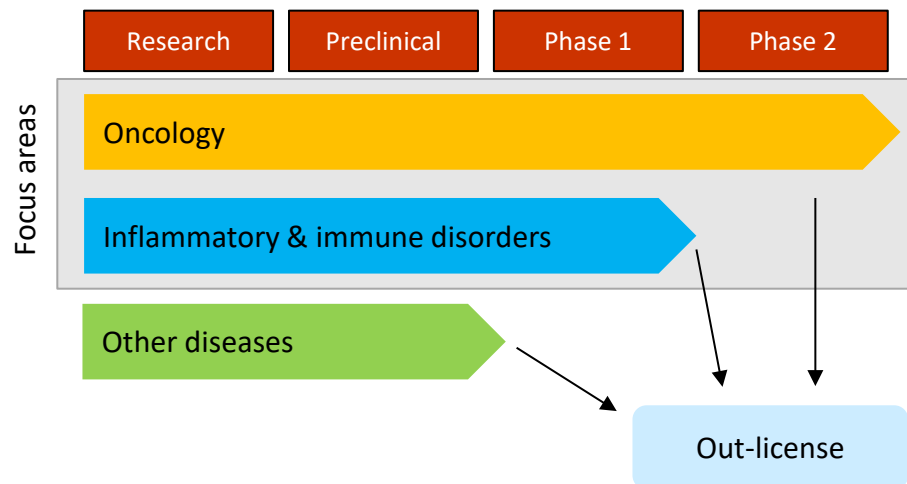 Research
Preclinical
Phase 1
Phase 2
Focus areas
Oncology
Inflammatory & immune disorders
Other diseases
Out-license